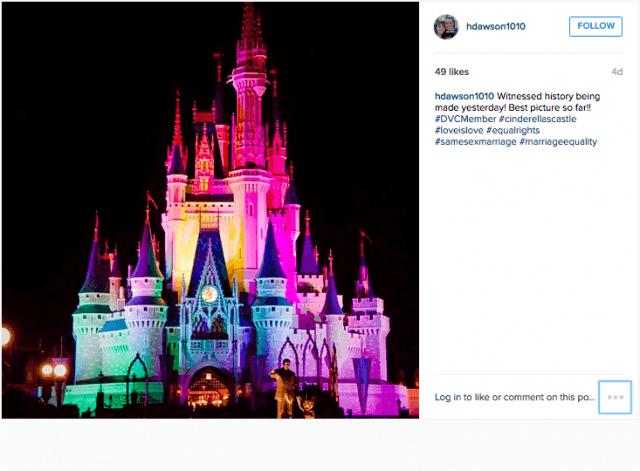 hdawson1010 FOLLOW
49 likes 4d
hdawson1010 Witnessed history being
made yesterday! Best picture so far!!
#DVCMember #cinderellascastle
#loveislove #equalrights
#samesexmarriage #marriageequality
Log in to like or comment on this po...